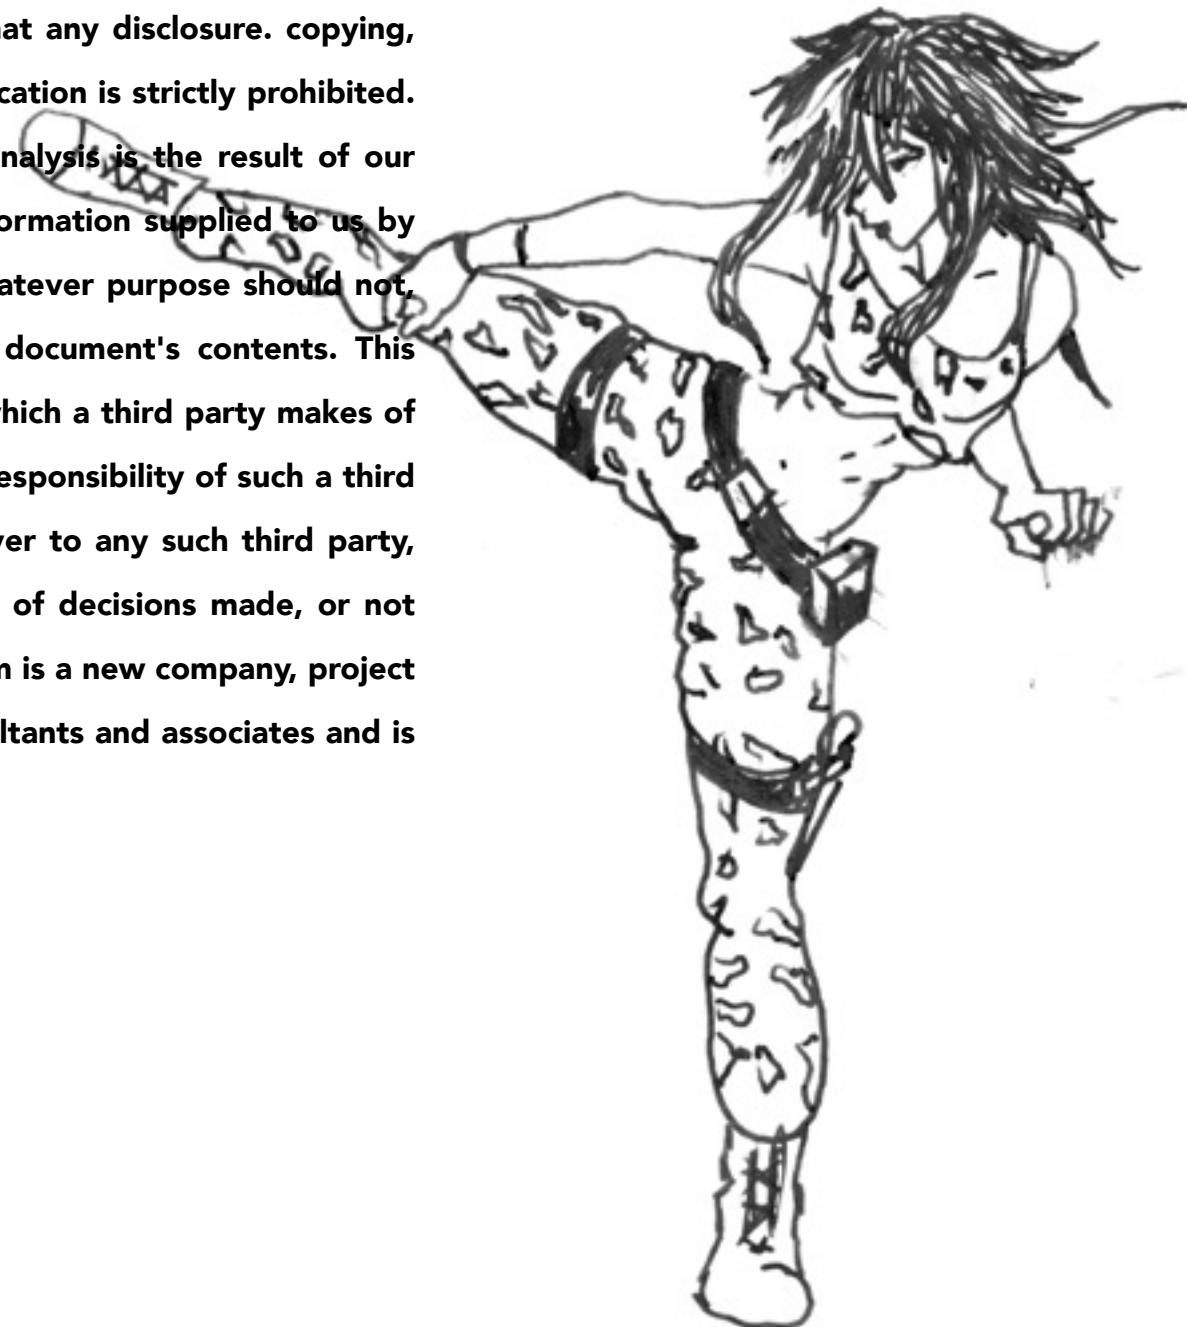 at any disclosure. copying,
cation is strictly prohibited.
nalysis is the result of our
ormation supplied to us by
atever purpose should not,
document's contents. This
which a third party makes of
esponsibility of such a third
er to any such third party,
of decisions made, or not
is a new company, project
ltants and associates and is